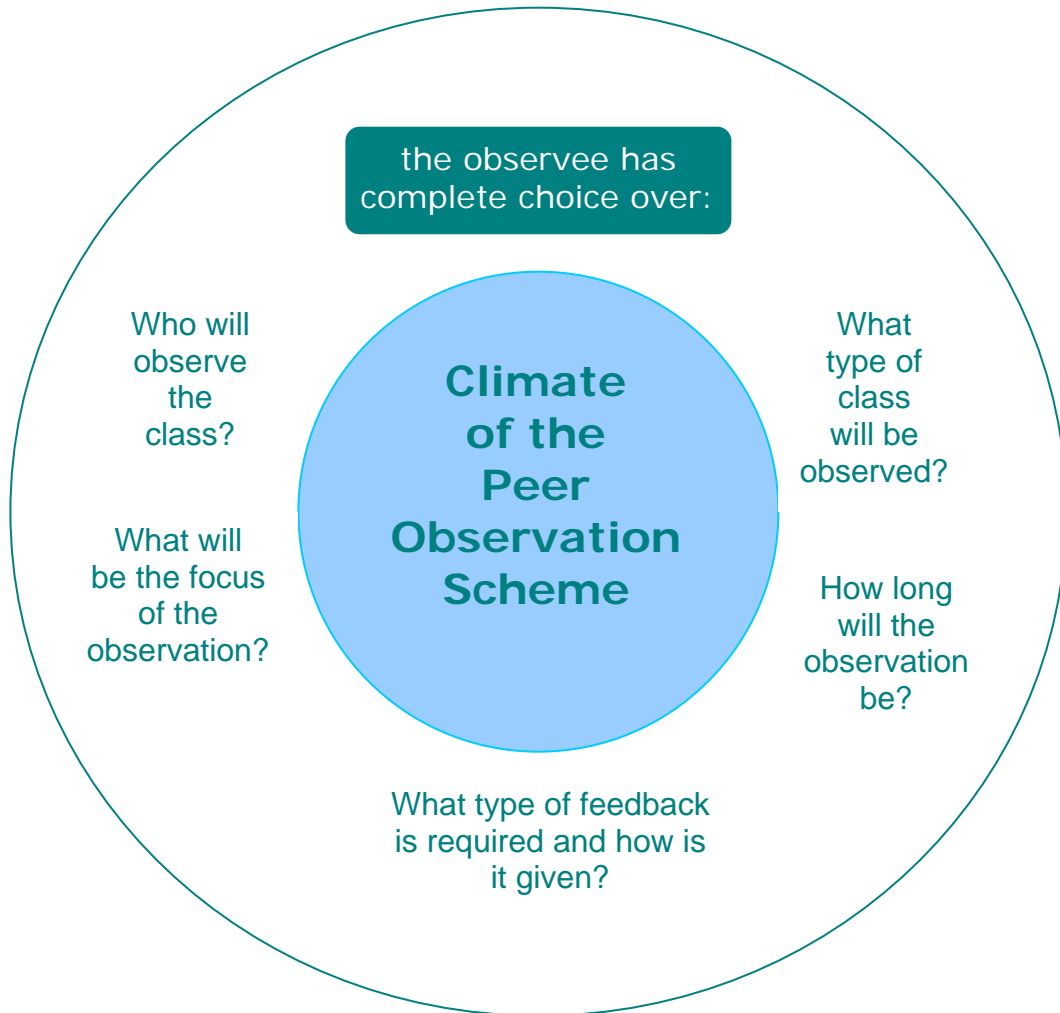 the observee has
complete choice over:
Who will
observe
the
class?
What
type of
class
will be
observed?
Climate
of the
Peer
Observation
Scheme
What will
be the focus
of the
observation?
How long
will the
observation
be?
What type of feedback
is required and how is
it given?